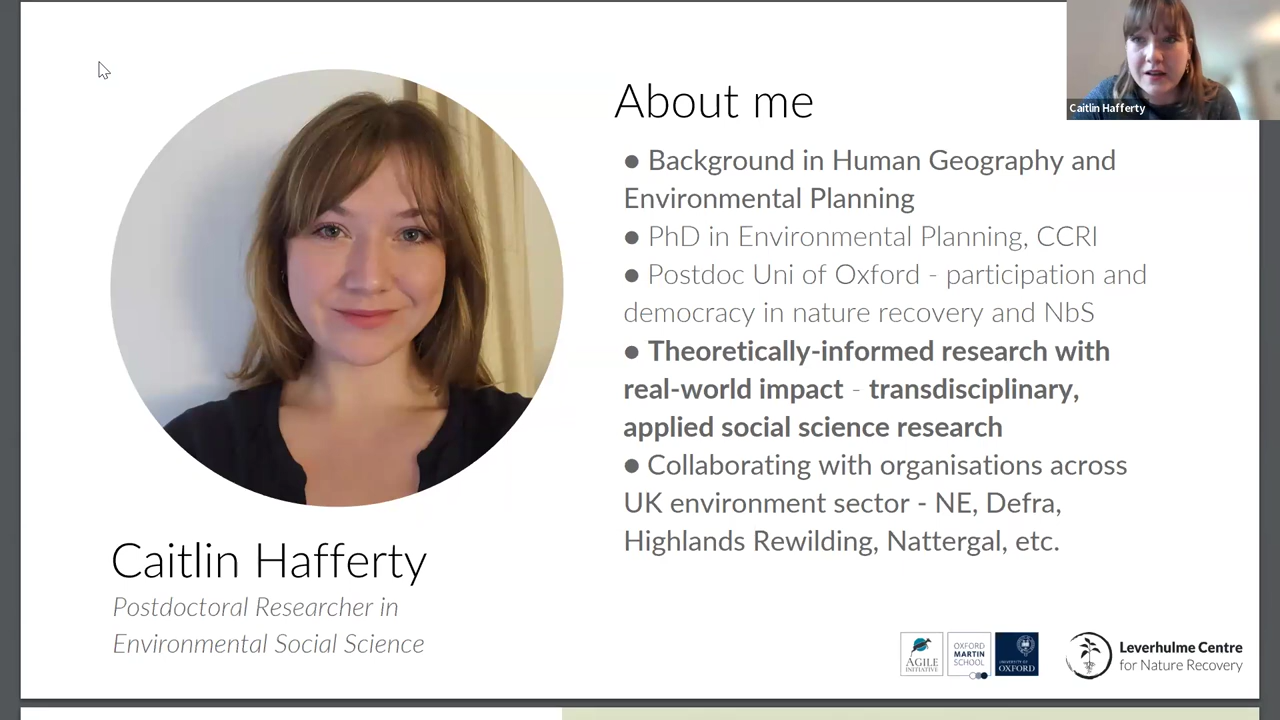 Caitlin Hafferty
About me
● Background in Human Geography and
Environmental Planning
● PhD in Environmental Planning, CCRI
● Postdoc Uni of Oxford - participation and
democracy in nature recovery and NbS
● Theoretically-informed research with
real-world impact - transdisciplinary,
applied social science research
● Collaborating with organisations across
UK environment sector - NE, Defra,
Highlands Rewilding, Nattergal, etc.
Caitlin Hafferty
Postdoctoral Researcher in
Environmental Social Science
AGILE
INITIATIVE
OXFORD
MARTIN
SCHOOL
UNIVERSITY OF
OXFORD
Leverhulme Centre
for Nature Recovery